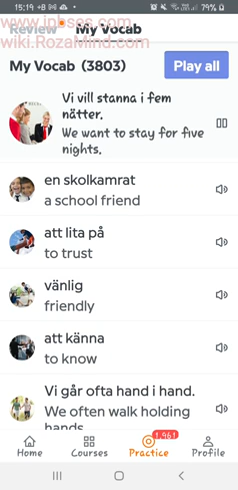 15:19 +B 79%
www.ipbses.com
Review My Vocab
wiki.RozaMind.com
My Vocab (3803) Play all
Vi vill stanna i fem
nätter.
We want to stay for five
nights.
en skolkamrat
a school friend
att lita på
to trust
vänlig
friendly
att känna
to know
Vi går ofta hand i hand.
We often walk holding
hands
1,961
Home Courses Practice Profile